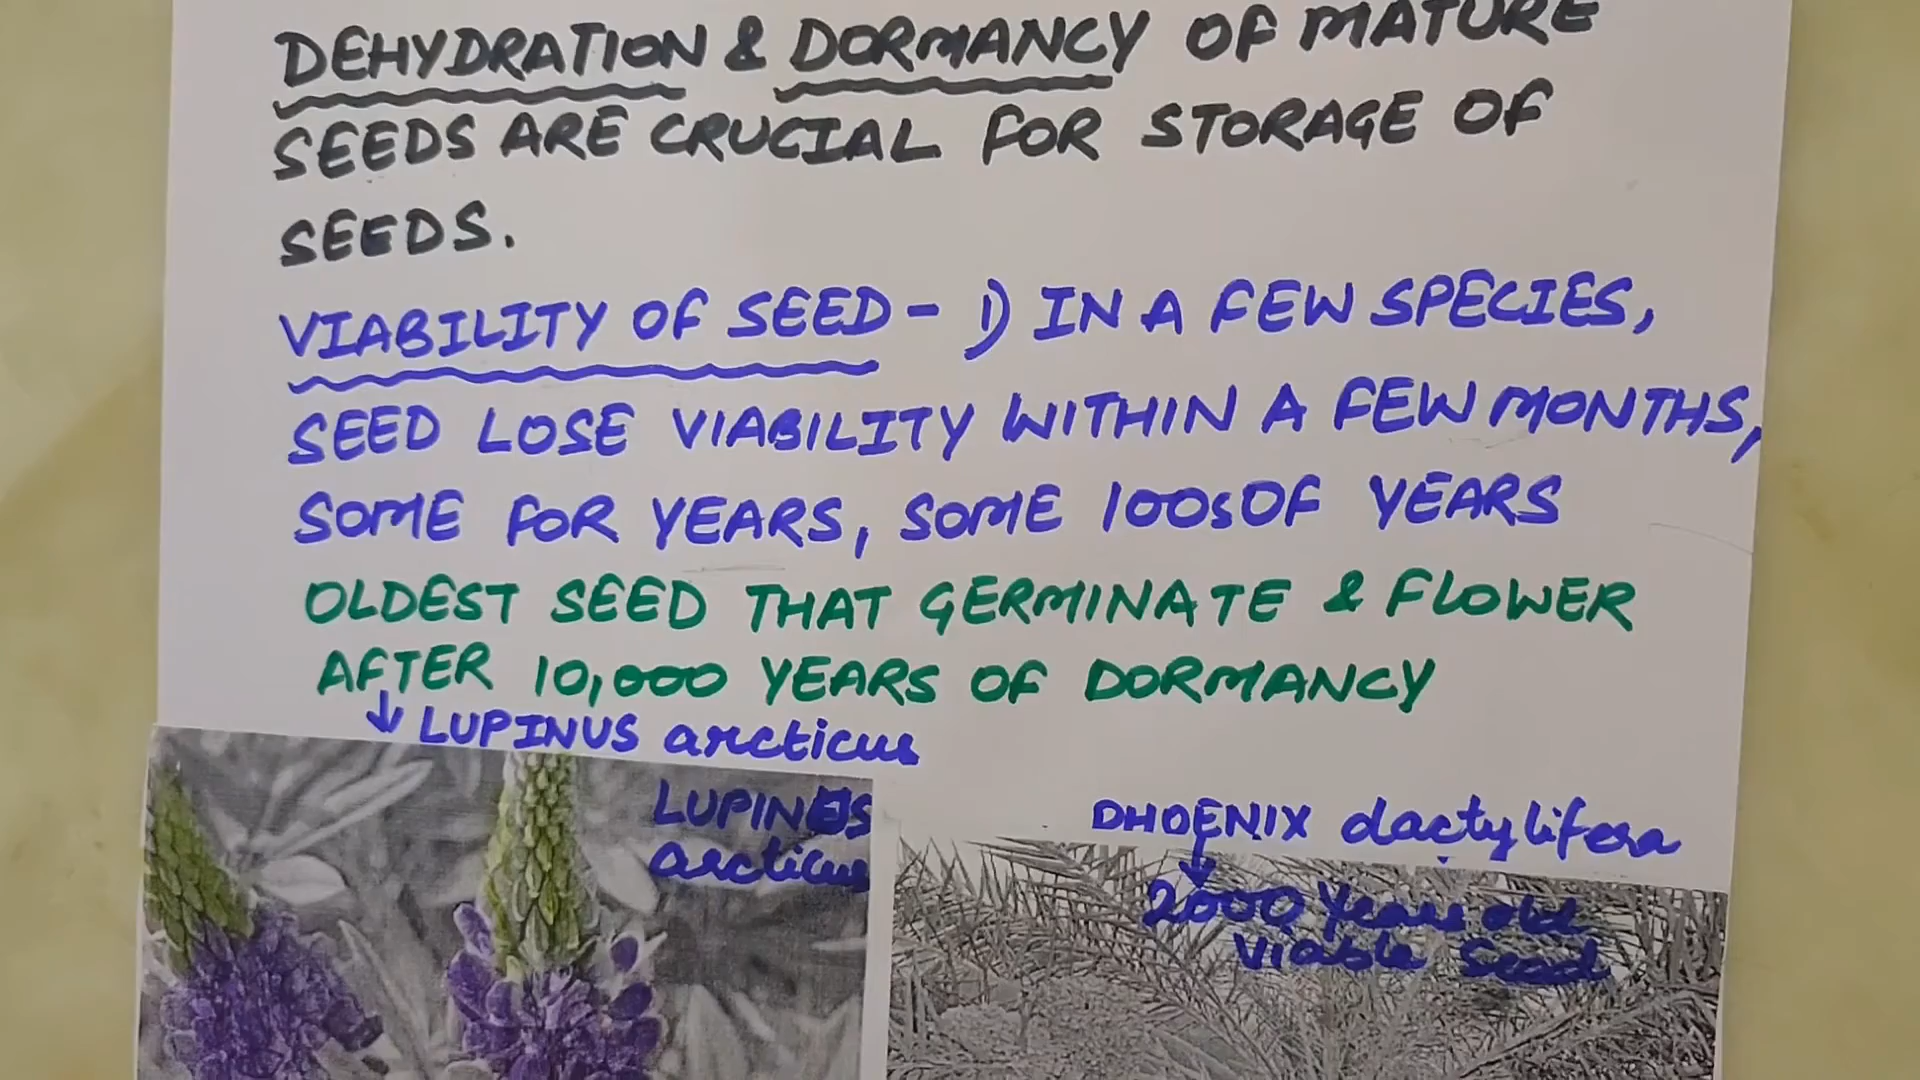 DEHYDRATION & DORMANCY OF MATURE
SEEDS ARE CRUCIAL FOR STORAGE OF
SEEDS.
VIABILITY OF SEED - 1) IN A FEW SPECIES,
SEED LOSE VIABILITY WITHIN A FEW MONTHS,
SOME FOR YEARS, SOME 100s OF YEARS
OLDEST SEED THAT GERMINATE & FLOWER
AFTER 10,000 YEARS OF DORMANCY
↓ LUPINUS arcticus
LUPINUS
arcticus
PHOENIX dactylifera
↓
2000 years old
viable seed